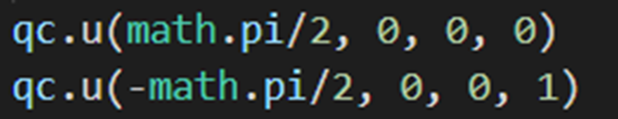 qc.u(math.pi/2, 0, 0, 0)
qc.u(-math.pi/2, 0, 0, 1)